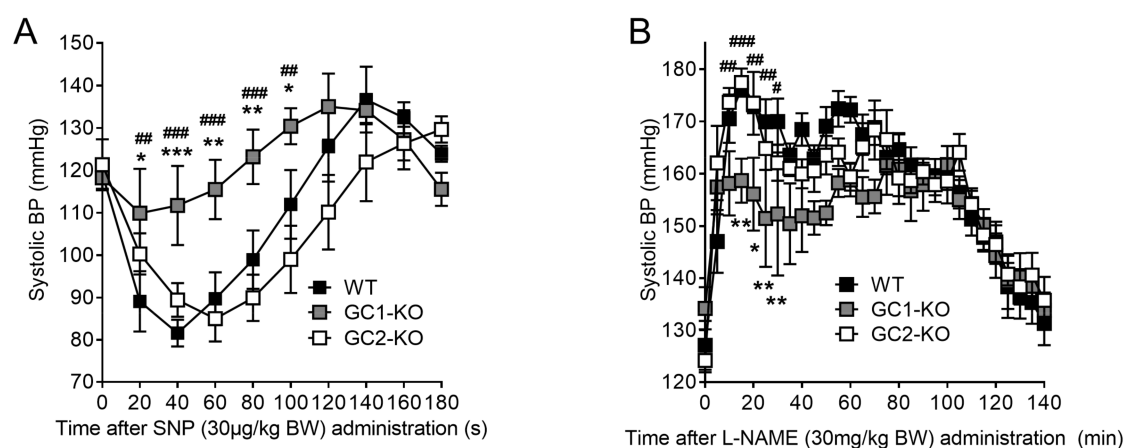 A
150
140
130
120
110
100
90
80
70
Systolic BP (mmHg)
##
*
###
***
###
**
###
**
##
*
WT
GC1-KO
GC2-KO
0 20 40 60 80 100 120 140 160 180
Time after SNP (30µg/kg BW) administration (s)
B
180
170
160
150
140
130
120
Systolic BP (mmHg)
##
###
##
##
#
**
*
**
**
WT
GC1-KO
GC2-KO
0 20 40 60 80 100 120 140
Time after L-NAME (30mg/kg BW) administration (min)